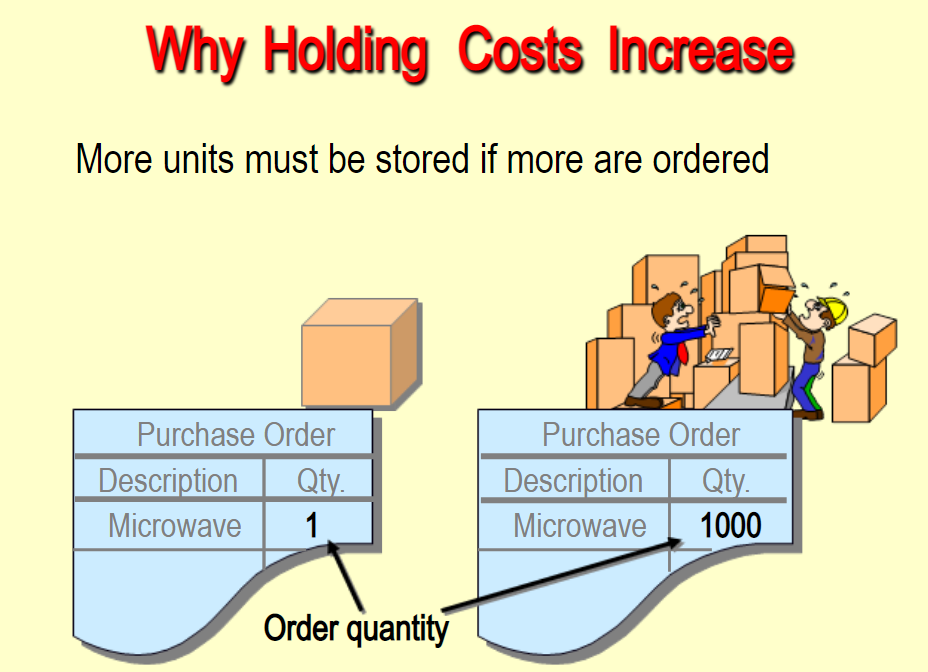 Why Holding Costs Increase
More units must be stored if more are ordered
Purchase Order
Description Qty.
Microwave 1
Purchase Order
Description Qty.
Microwave 1000
Order quantity